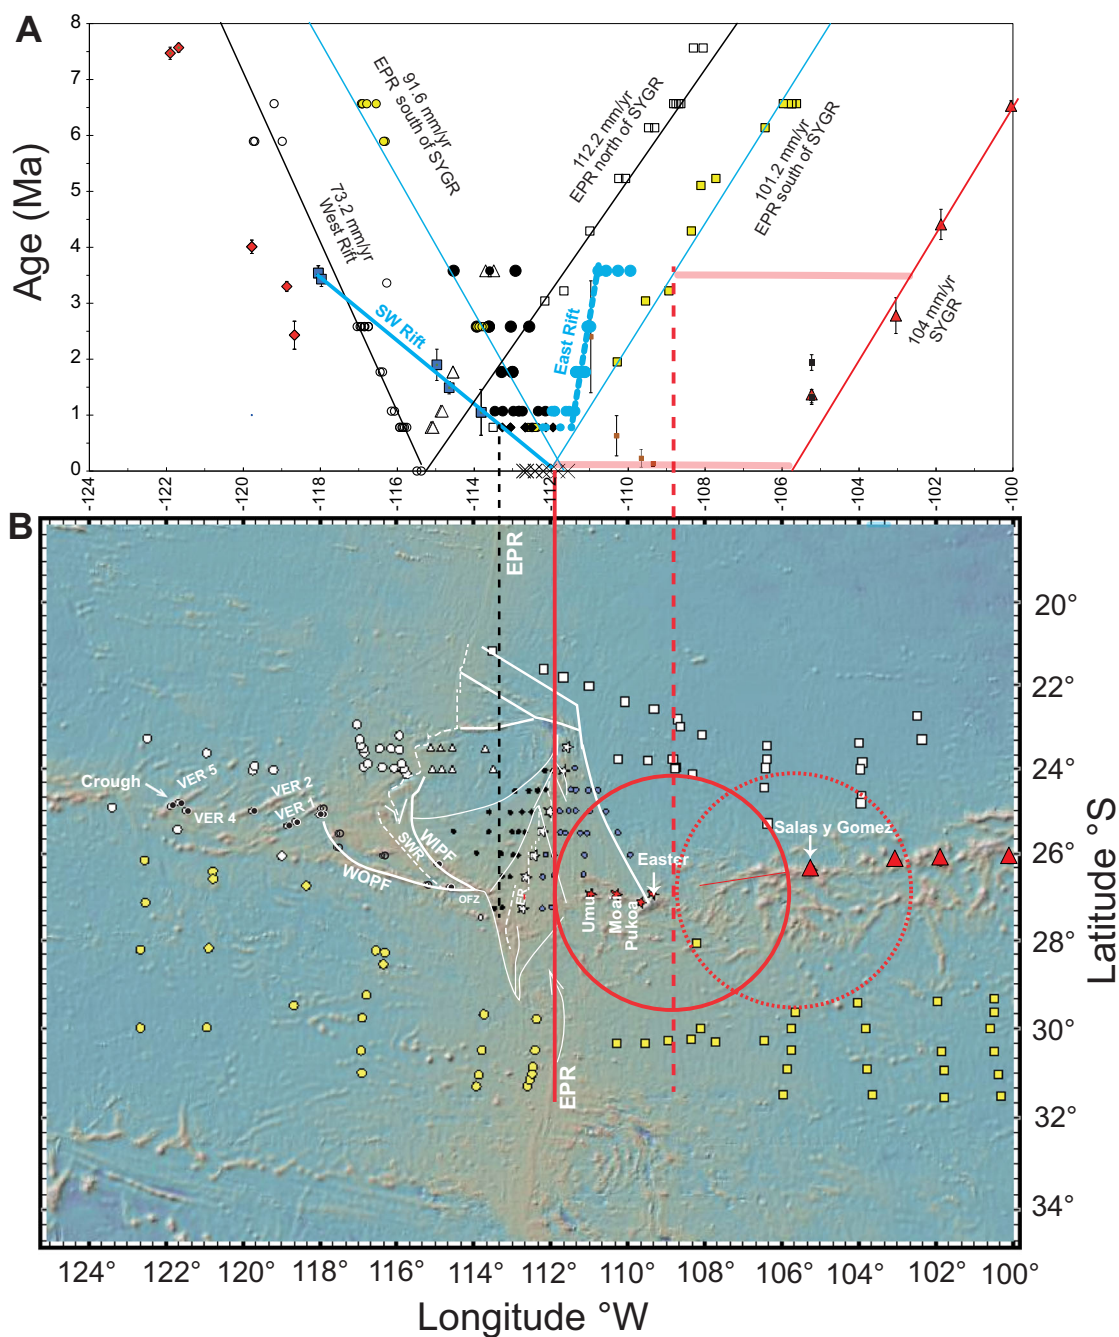 A
Age (Ma)
8
7
6
5
4
3
2
1
0
91.6 mm/yr
EPR south of SYGR
73.2 mm/yr
West Rift
SW Rift
112.2 mm/yr
EPR north of SYGR
101.2 mm/yr
EPR south of SYGR
East Rift
104 mm/yr
SYGR
124
122
120
118
116
114
112
110
108
106
104
102
100
B
EPR
20°
22°
24°
26°
28°
30°
32°
34°
Latitude °S
Crough
VER 5
VER 4
VER 2
VER 1
WOPF
SWR
WIPF
OFZ
ER
Umu
Moai
Pukoa
Easter
Salas y Gomez
EPR
124°
122°
120°
118°
116°
114°
112°
110°
108°
106°
104°
102°
100°
Longitude °W